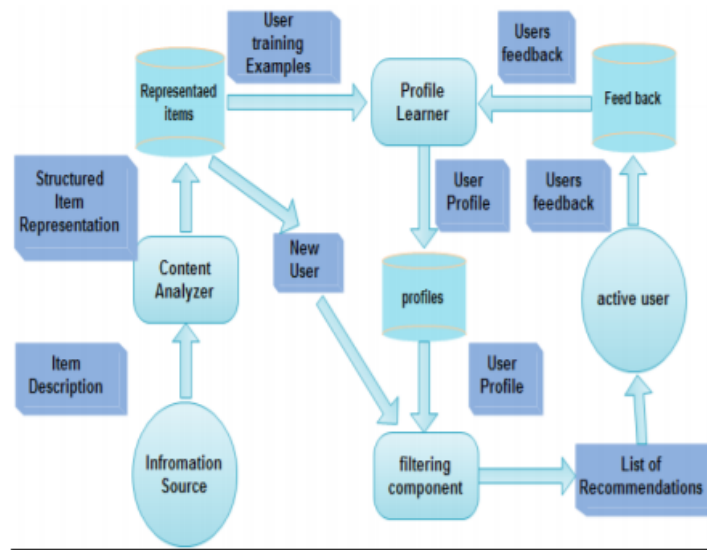 User
training
Examples
Users
feedback
Representaed
items
Profile
Learner
Feed back
Structured
Item
Representation
User
Profile
Users
feedback
New
User
Content
Analyzer
profiles
active user
Item
Description
User
Profile
Infromation
Source
filtering
component
List of
Recommendations